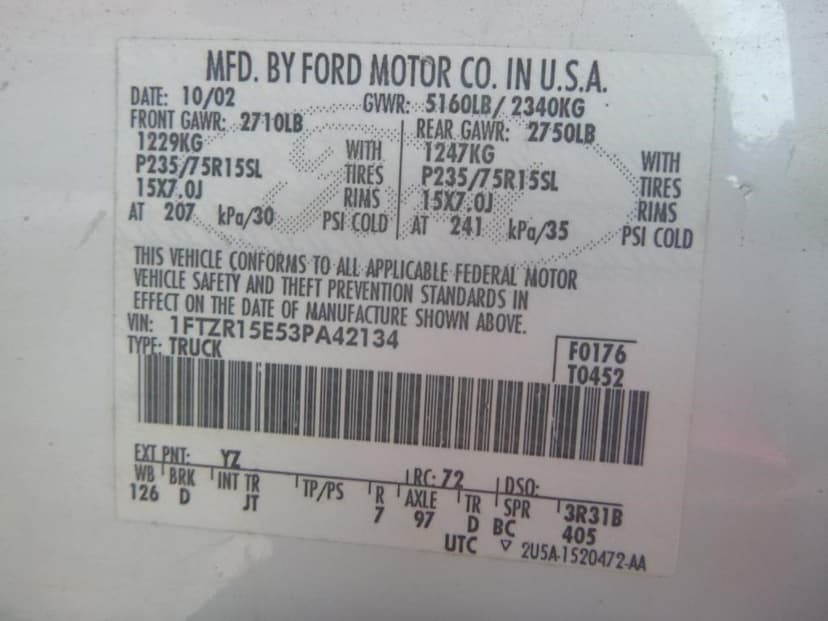 MFD. BY FORD MOTOR CO. IN U.S.A.
DATE: 10/02 GVWR: 5160LB/ 2340KG
FRONT GAWR: 2710LB REAR GAWR: 2750LB
1229KG WITH 1247KG WITH
P235/75R15SL TIRES P235/75R15SL TIRES
15X7.0J RIMS 15X7.0J RIMS
AT 207 kPa/30 PSI COLD AT 241 kPa/35 PSI COLD
THIS VEHICLE CONFORMS TO ALL APPLICABLE FEDERAL MOTOR
VEHICLE SAFETY AND THEFT PREVENTION STANDARDS IN
EFFECT ON THE DATE OF MANUFACTURE SHOWN ABOVE.
VIN: 1FTZR15E53PA42134
TYPE: TRUCK
F0176
T0452
EXT PNT: YZ RC: 72 DSO:
WB BRK INT TR TP/PS R AXLE TR SPR 3R31B
126 D JT 7 97 D BC 405
UTC ▽ 2U5A-1520472-AA